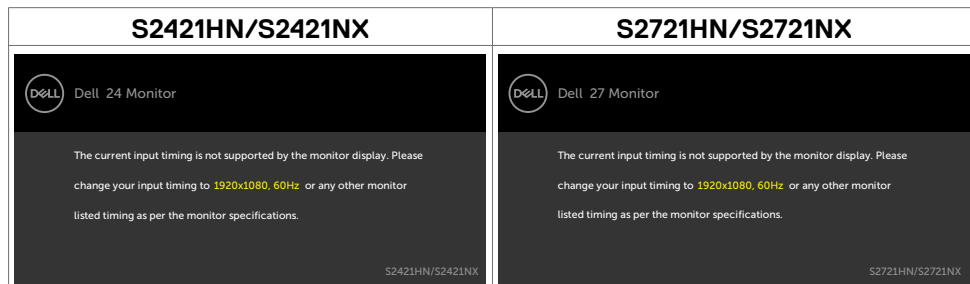 S2421HN/S2421NX
S2721HN/S2721NX
DELL Dell 24 Monitor
The current input timing is not supported by the monitor display. Please
change your input timing to 1920x1080, 60Hz or any other monitor
listed timing as per the monitor specifications.
S2421HN/S2421NX
DELL Dell 27 Monitor
The current input timing is not supported by the monitor display. Please
change your input timing to 1920x1080, 60Hz or any other monitor
listed timing as per the monitor specifications.
S2721HN/S2721NX